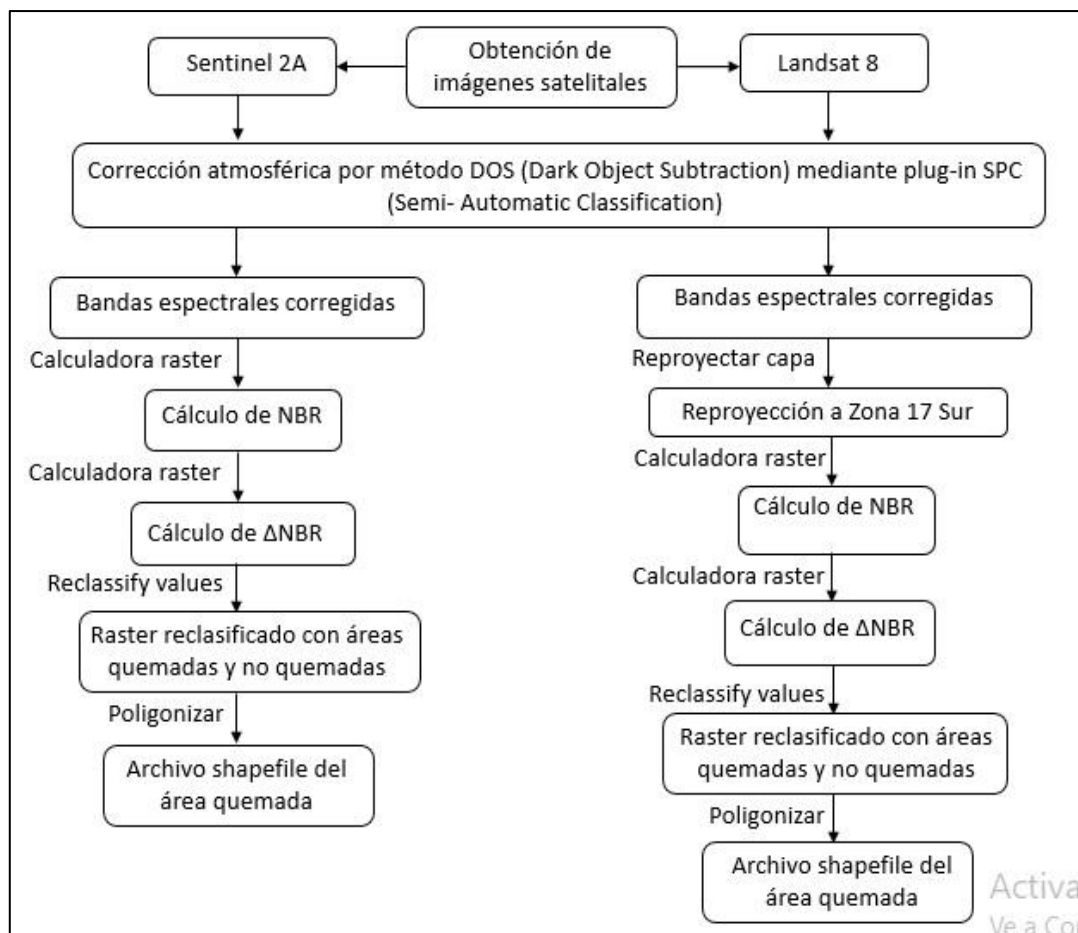 Sentinel 2A
Obtención de
imágenes satelitales
Landsat 8
Corrección atmosférica por método DOS (Dark Object Subtraction) mediante plug-in SPC
(Semi- Automatic Classification)
Bandas espectrales corregidas
Calculadora raster
Cálculo de NBR
Calculadora raster
Cálculo de ΔNBR
Reclassify values
Raster reclasificado con áreas
quemadas y no quemadas
Poligonizar
Archivo shapefile del
área quemada
Bandas espectrales corregidas
Reproyectar capa
Reproyección a Zona 17 Sur
Calculadora raster
Cálculo de NBR
Calculadora raster
Cálculo de ΔNBR
Reclassify values
Raster reclasificado con áreas
quemadas y no quemadas
Poligonizar
Archivo shapefile del
área quemada
Activa
Ve a Con